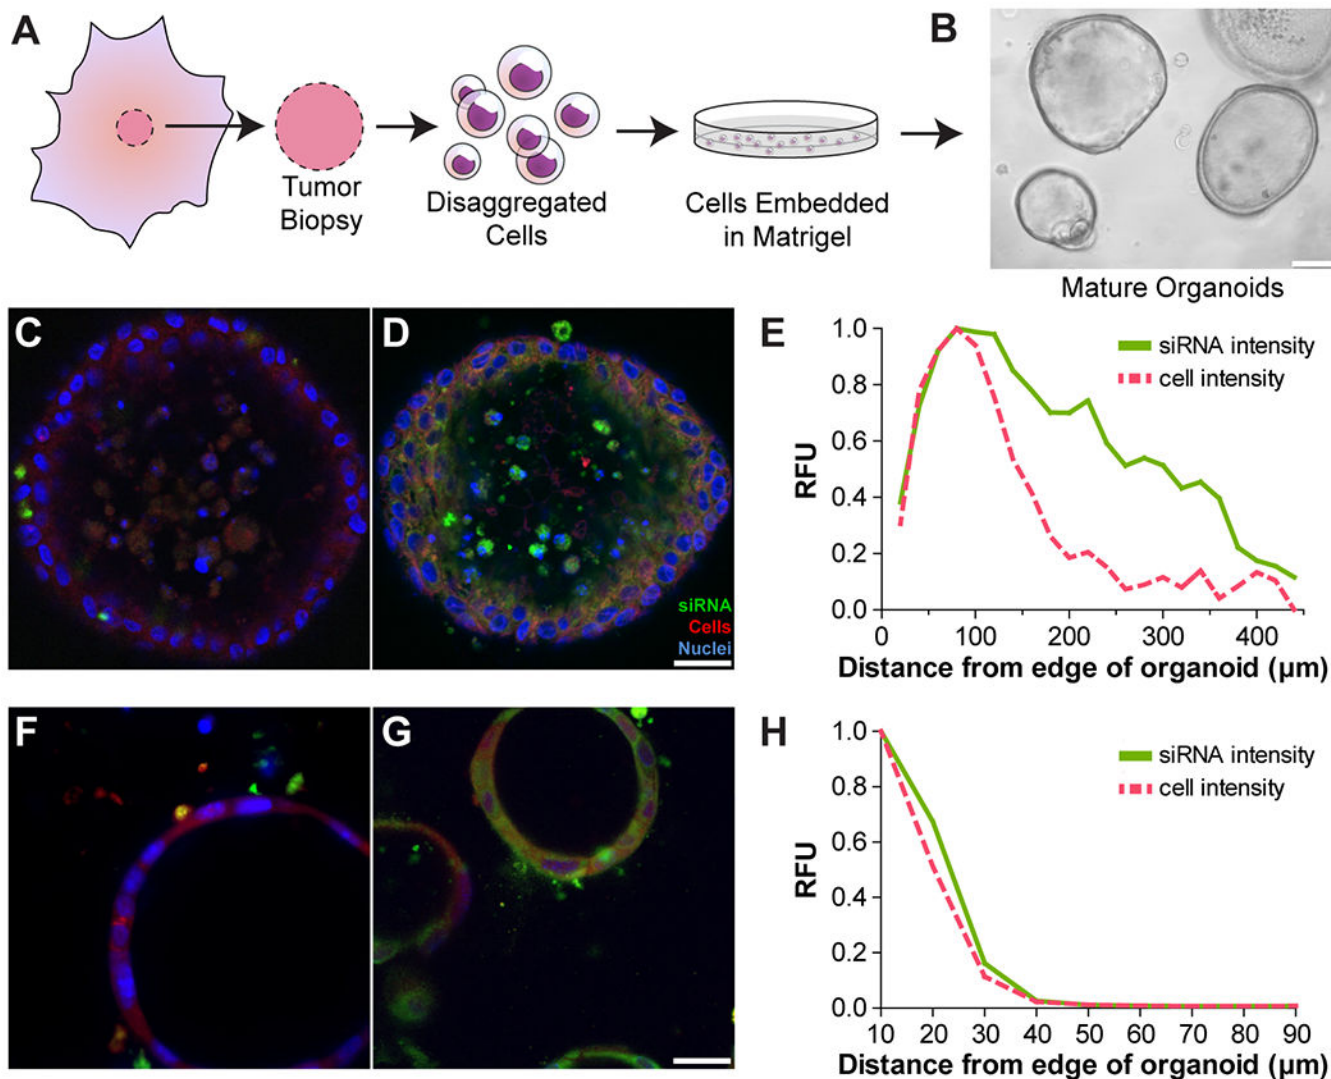 A
Tumor
Biopsy
Disaggregated
Cells
Cells Embedded
in Matrigel
B
Mature Organoids
C
D
siRNA
Cells
Nuclei
E
siRNA intensity
cell intensity
RFU
1.0
0.8
0.6
0.4
0.2
0.0
0 100 200 300 400
Distance from edge of organoid (μm)
F
G
H
siRNA intensity
cell intensity
RFU
1.0
0.8
0.6
0.4
0.2
0.0
10 20 30 40 50 60 70 80 90
Distance from edge of organoid (μm)